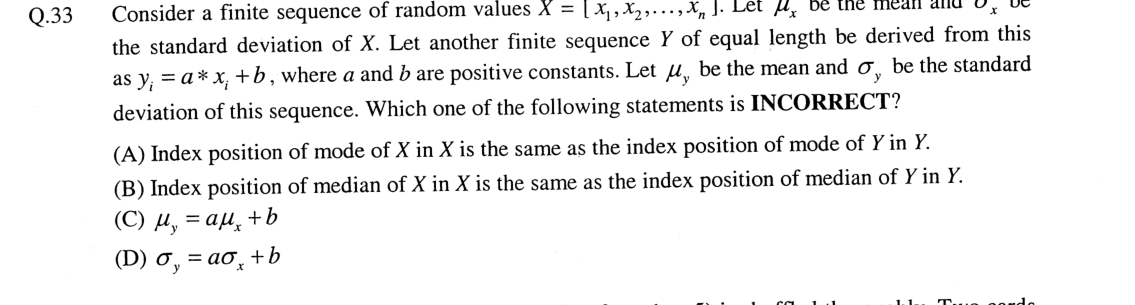 Q.33 Consider a finite sequence of random values X = [ x₁, x₂,..., xₙ ]. Let μₓ be the mean and σₓ be
the standard deviation of X. Let another finite sequence Y of equal length be derived from this
as yᵢ = a * xᵢ + b, where a and b are positive constants. Let μ_y be the mean and σ_y be the standard
deviation of this sequence. Which one of the following statements is INCORRECT?
(A) Index position of mode of X in X is the same as the index position of mode of Y in Y.
(B) Index position of median of X in X is the same as the index position of median of Y in Y.
(C) μ_y = aμₓ + b
(D) σ_y = aσₓ + b